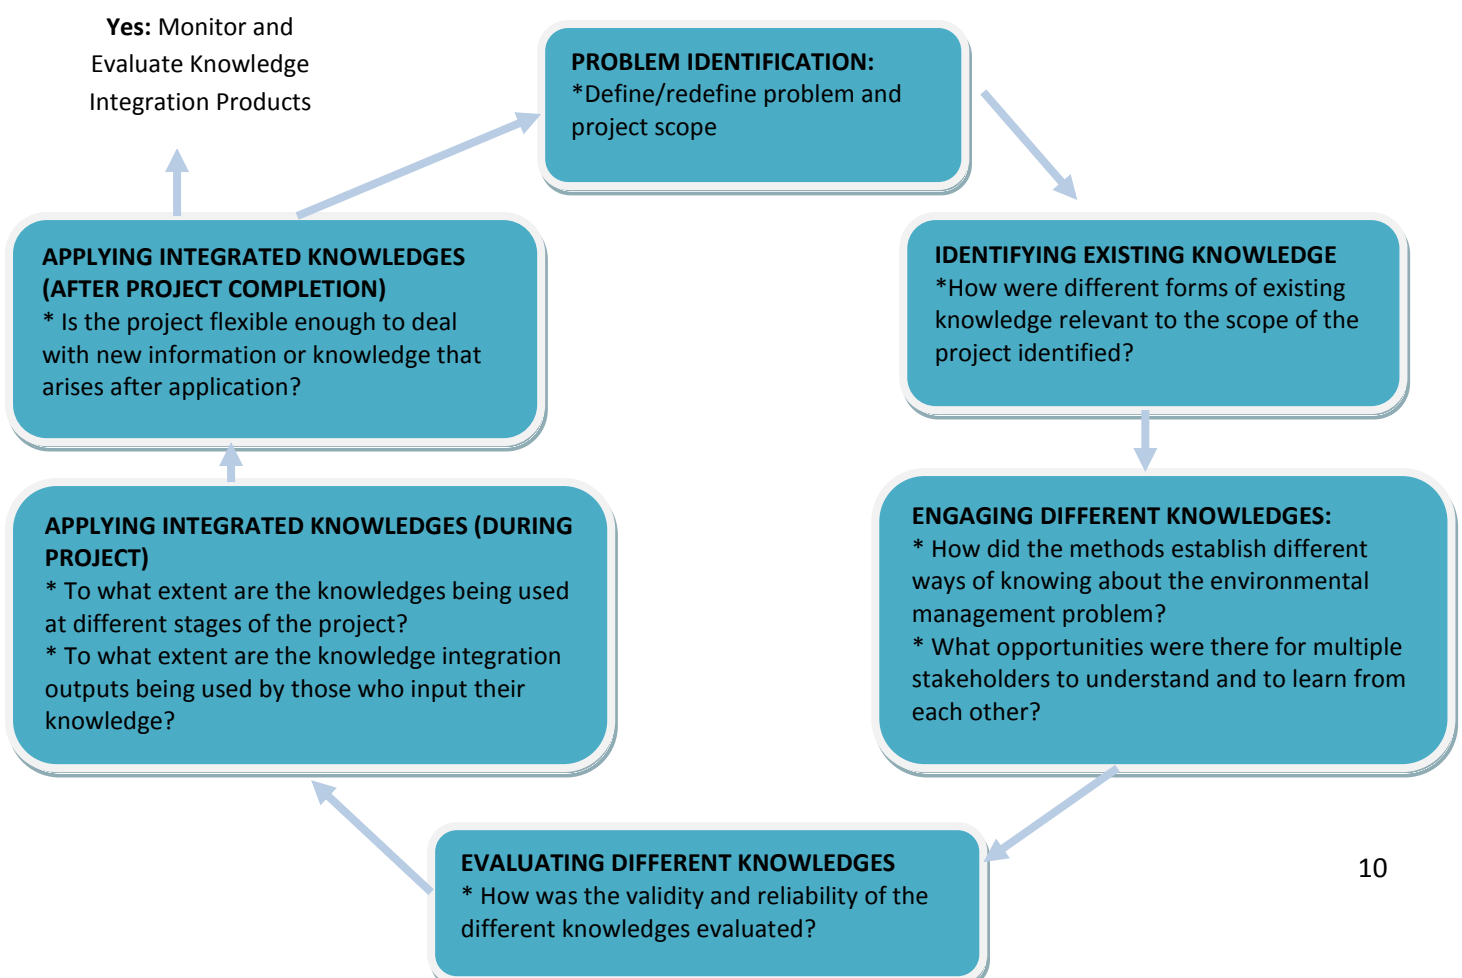 Yes: Monitor and
Evaluate Knowledge
Integration Products
PROBLEM IDENTIFICATION:
*Define/redefine problem and
project scope
IDENTIFYING EXISTING KNOWLEDGE
*How were different forms of existing
knowledge relevant to the scope of the
project identified?
ENGAGING DIFFERENT KNOWLEDGES:
* How did the methods establish different
ways of knowing about the environmental
management problem?
* What opportunities were there for multiple
stakeholders to understand and to learn from
each other?
EVALUATING DIFFERENT KNOWLEDGES
* How was the validity and reliability of the
different knowledges evaluated?
APPLYING INTEGRATED KNOWLEDGES (DURING
PROJECT)
* To what extent are the knowledges being used
at different stages of the project?
* To what extent are the knowledge integration
outputs being used by those who input their
knowledge?
APPLYING INTEGRATED KNOWLEDGES
(AFTER PROJECT COMPLETION)
* Is the project flexible enough to deal
with new information or knowledge that
arises after application?
10